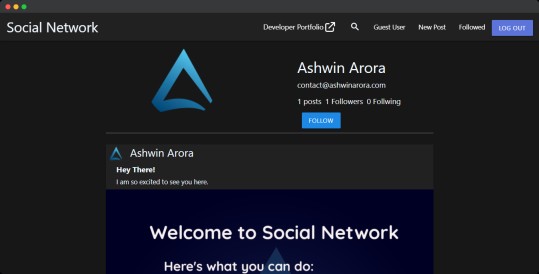 Social Network
Developer Portfolio
Guest User
New Post
Followed
LOG OUT
Ashwin Arora
contact@ashwinarora.com
1 posts 1 Followers 0 Follwing
FOLLOW
Ashwin Arora
Hey There!
I am so excited to see you here.
Welcome to Social Network
Here's what you can do: